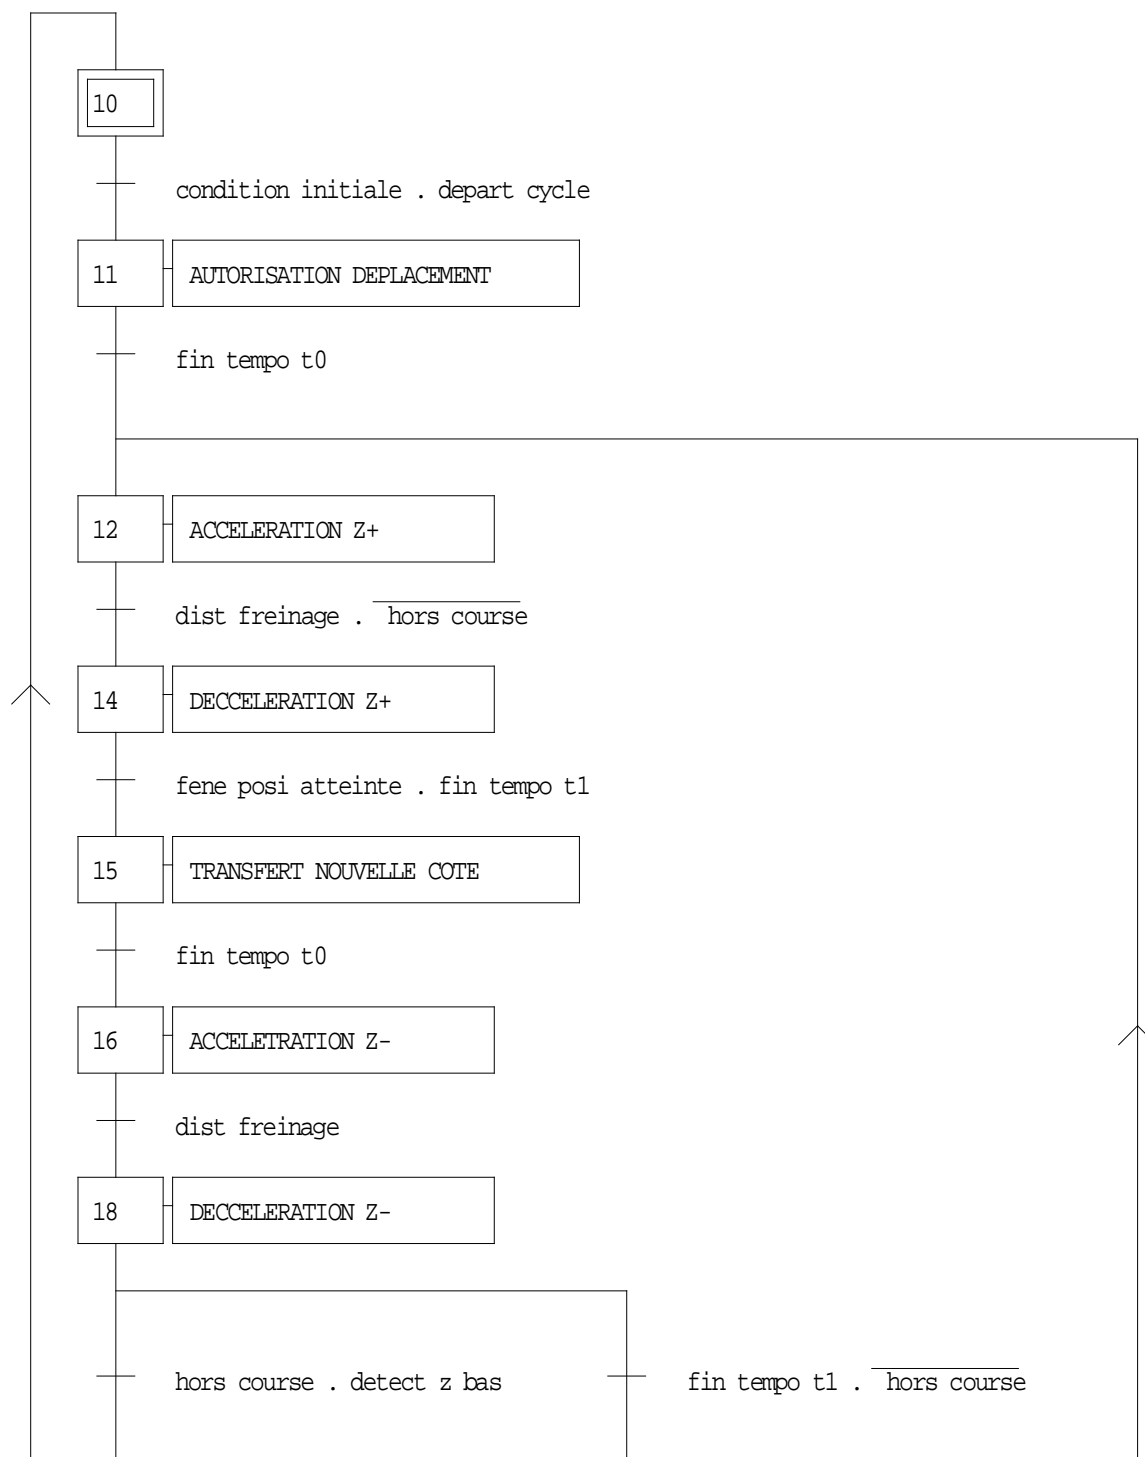 10
condition initiale . depart cycle
11 AUTORISATION DEPLACEMENT
fin tempo t0
12 ACCELERATION Z+
dist freinage . hors course
14 DECCELERATION Z+
fene posi atteinte . fin tempo t1
15 TRANSFERT NOUVELLE COTE
fin tempo t0
16 ACCELETRATION Z-
dist freinage
18 DECCELERATION Z-
hors course . detect z bas fin tempo t1 . hors course